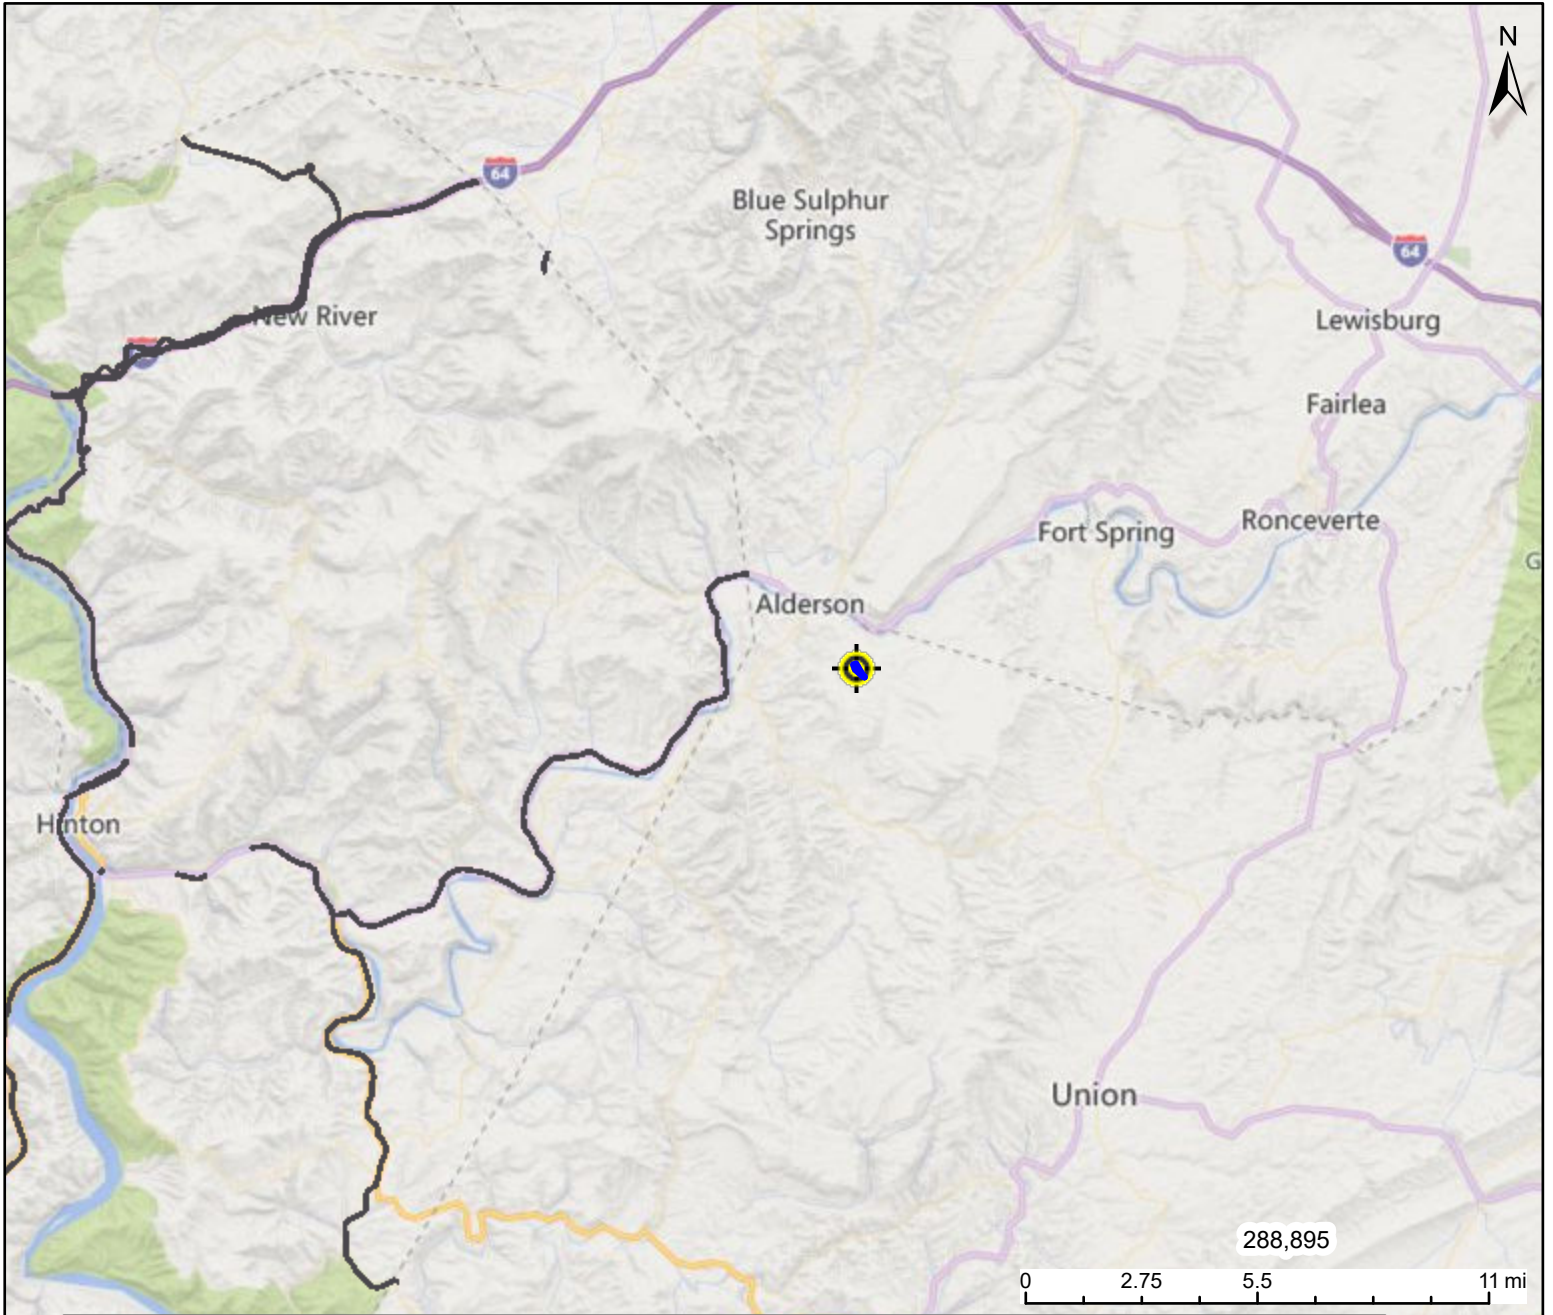 N
64
Blue Sulphur
Springs
64
New River
Lewisburg
Fairlea
Fort Spring
Ronceverte
G
Alderson
Hinton
Union
288,895
0 2.75 5.5 11 mi